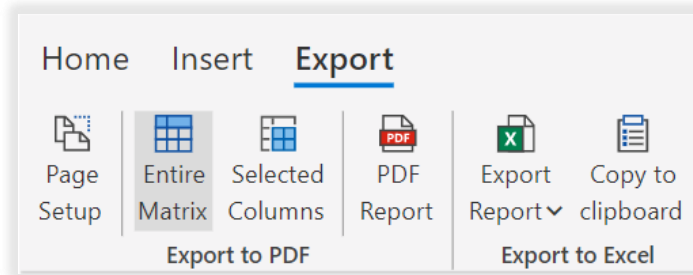 Home Insert Export
PDF X
Page Entire Selected PDF Export Copy to
Setup Matrix Columns Report Report clipboard
Export to PDF Export to Excel